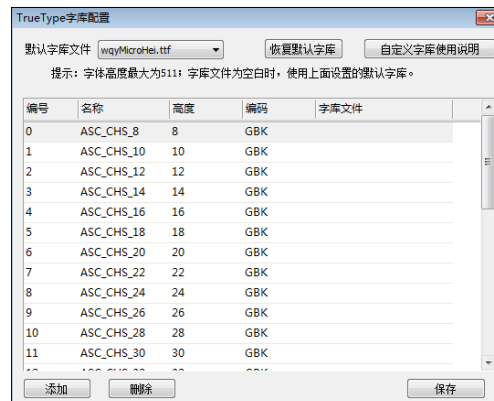 TrueType字库配置
默认字库文件 wqyMicroHei.ttf 恢复默认字库 自定义字库使用说明
提示：字体高度最大为511；字库文件为空白时，使用上面设置的默认字库。
编号 名称 高度 编码 字库文件
0 ASC_CHS_8 8 GBK
1 ASC_CHS_10 10 GBK
2 ASC_CHS_12 12 GBK
3 ASC_CHS_14 14 GBK
4 ASC_CHS_16 16 GBK
5 ASC_CHS_18 18 GBK
6 ASC_CHS_20 20 GBK
7 ASC_CHS_22 22 GBK
8 ASC_CHS_24 24 GBK
9 ASC_CHS_26 26 GBK
10 ASC_CHS_28 28 GBK
11 ASC_CHS_30 30 GBK
添加 删除 保存